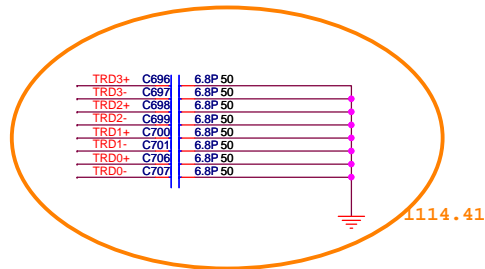 TRD3+ C696 6.8P 50
TRD3- C697 6.8P 50
TRD2+ C698 6.8P 50
TRD2- C699 6.8P 50
TRD1+ C700 6.8P 50
TRD1- C701 6.8P 50
TRD0+ C706 6.8P 50
TRD0- C707 6.8P 50
1114.41